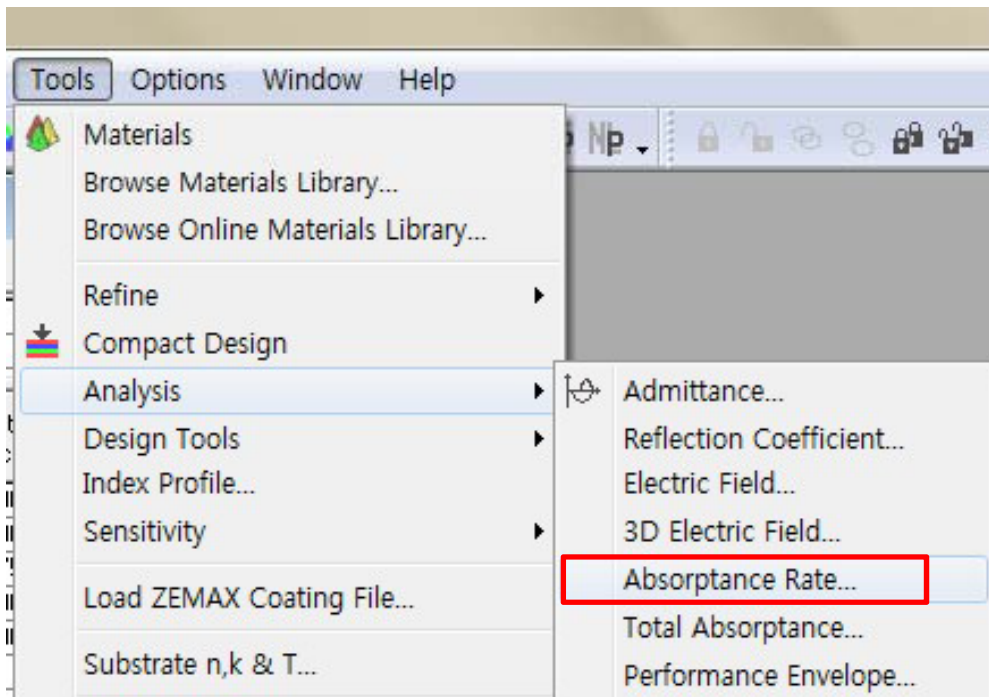 Tools Options Window Help
Materials
Browse Materials Library...
Browse Online Materials Library...
Refine
Compact Design
Analysis
Design Tools
Index Profile...
Sensitivity
Load ZEMAX Coating File...
Substrate n,k & T...
Admittance...
Reflection Coefficient...
Electric Field...
3D Electric Field...
Absorptance Rate...
Total Absorptance...
Performance Envelope...